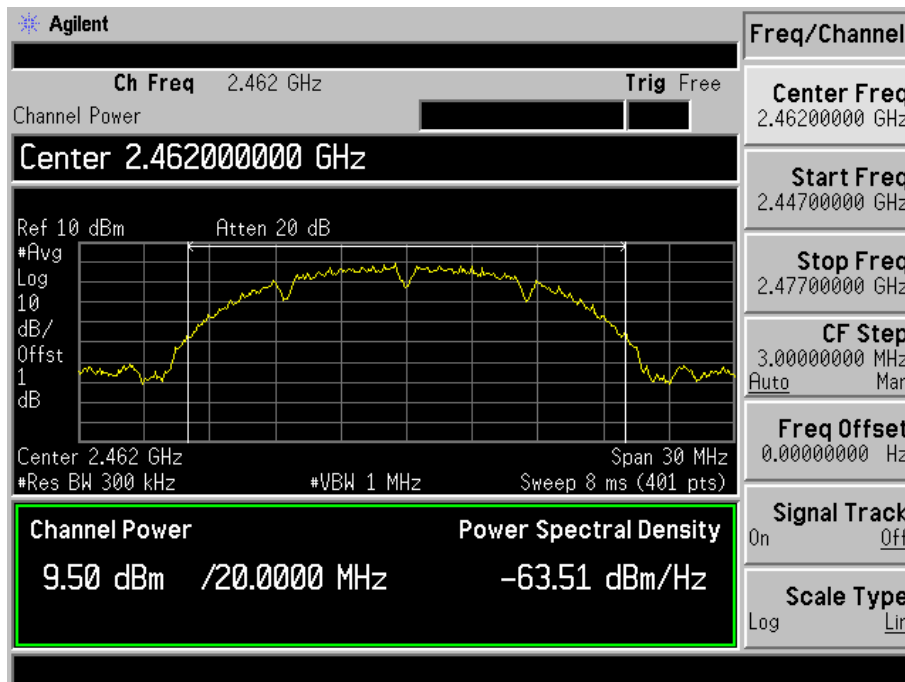 Agilent
Freq/Channel
Ch Freq 2.462 GHz Trig Free
Channel Power
Center 2.462000000 GHz
Ref 10 dBm Atten 20 dB
#Avg
Log
10
dB/
Offst
1
dB
Center 2.462 GHz Span 30 MHz
#Res BW 300 kHz #VBW 1 MHz Sweep 8 ms (401 pts)
Channel Power Power Spectral Density
9.50 dBm /20.0000 MHz -63.51 dBm/Hz
Center Freq
2.46200000 GHz
Start Freq
2.44700000 GHz
Stop Freq
2.47700000 GHz
CF Step
3.00000000 MHz
Auto Man
Freq Offset
0.00000000 Hz
Signal Track
On Off
Scale Type
Log Lin